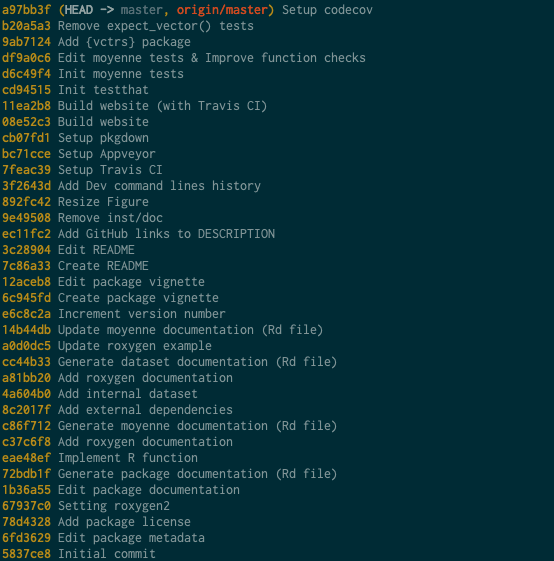 a97bb3f (HEAD -> master, origin/master) Setup codecov
b20a5a3 Remove expect_vector() tests
9ab7124 Add {vctrs} package
df9a0c6 Edit moyenne tests & Improve function checks
d6c49f4 Init moyenne tests
cd94515 Init testthat
11ea2b8 Build website (with Travis CI)
08e52c3 Build website
cb07fd1 Setup pkgdown
bc71cce Setup Appveyor
7feac39 Setup Travis CI
3f2643d Add Dev command lines history
892fc42 Resize Figure
9e49508 Remove inst/doc
ec11fc2 Add GitHub links to DESCRIPTION
3c28904 Edit README
7c86a33 Create README
12aceb8 Edit package vignette
6c945fd Create package vignette
e6c8c2a Increment version number
14b44db Update moyenne documentation (Rd file)
a0d0dc5 Update roxygen example
cc44b33 Generate dataset documentation (Rd file)
a81bb20 Add roxygen documentation
4a604b0 Add internal dataset
8c2017f Add external dependencies
c86f712 Generate moyenne documentation (Rd file)
c37c6f8 Add roxygen documentation
eae48ef Implement R function
72bdb1f Generate package documentation (Rd file)
1b36a55 Edit package documentation
67937c0 Setting roxygen2
78d4328 Add package license
6fd3629 Edit package metadata
5837ce8 Initial commit